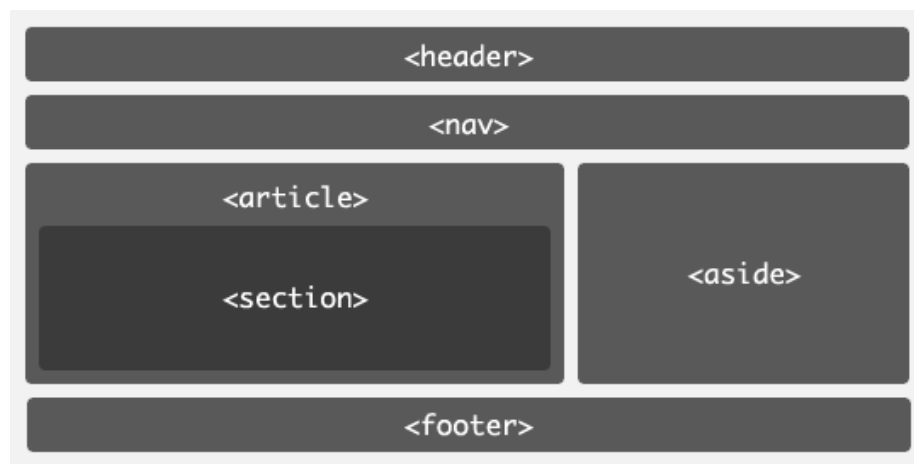 <header>
<nav>
<article>
<section>
<aside>
<footer>